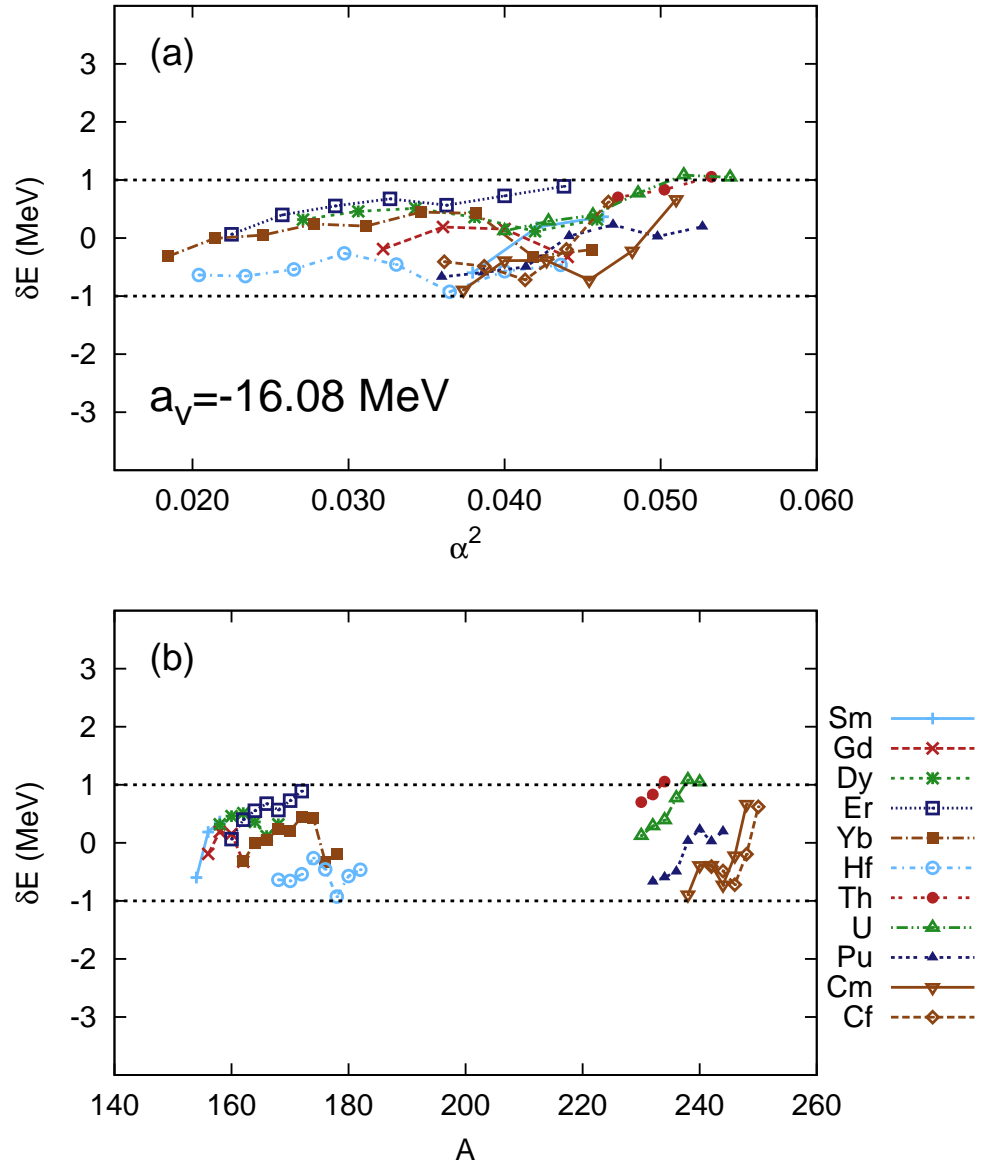 (a)
3
2
1
0
-1
-2
-3
δE (MeV)
a_v=-16.08 MeV
0.020 0.030 0.040 0.050 0.060
α²
(b)
3
2
1
0
-1
-2
-3
δE (MeV)
140 160 180 200 220 240 260
A
Sm
Gd
Dy
Er
Yb
Hf
Th
U
Pu
Cm
Cf